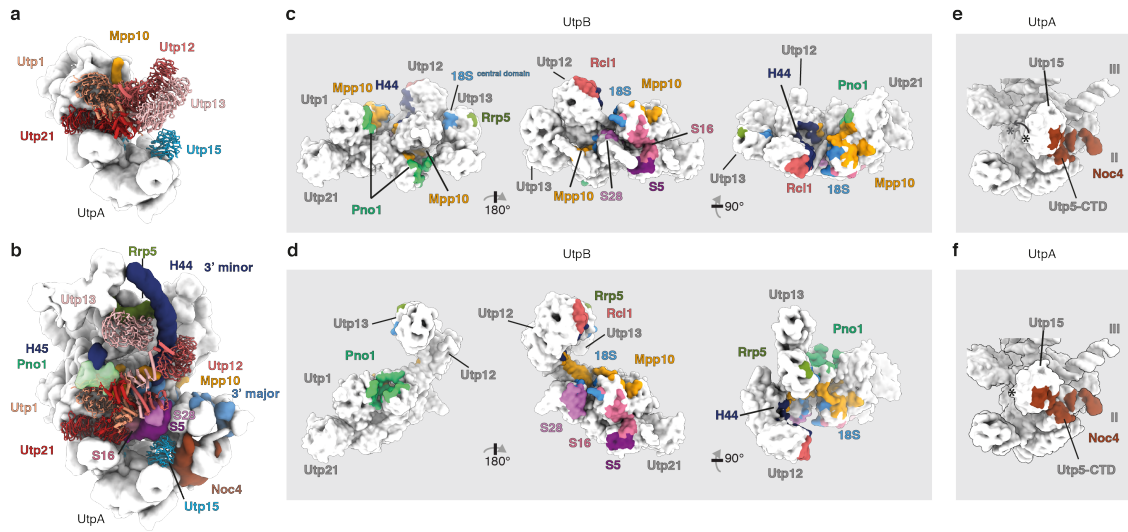 a
Mpp10
Utp1
Utp12
Utp13
Utp21
Utp15
UtpA
b
Rrp5
H44
3’ minor
Utp13
H45
Pno1
Utp12
Mpp10
3’ major
Utp1
S28
S5
Utp21
S16
Noc4
Utp15
UtpA
c
UtpB
Utp12
H44
18S central domain
Mpp10
Utp1
Utp13
Rrp5
Utp21
Mpp10
Pno1
180°
Utp12
Rcl1
Mpp10
18S
S16
Utp13
Mpp10
S28
S5
90°
Utp12
H44
Pno1
Utp21
Utp13
Rcl1
18S
Mpp10
d
UtpB
Utp13
Pno1
Utp1
Utp12
Utp21
180°
Rrp5
Utp12
Rcl1
Utp13
18S
Mpp10
S28
S16
S5
Utp21
90°
Utp13
Pno1
Rrp5
H44
18S
Utp12
e
UtpA
Utp15
III
*
*
II
Noc4
Utp5-CTD
f
UtpA
Utp15
III
*
II
Noc4
Utp5-CTD